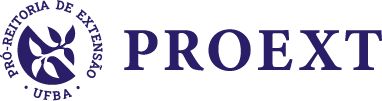 PRÓ-REITORIA DE EXTENSÃO
• UFBA •
PROEXT